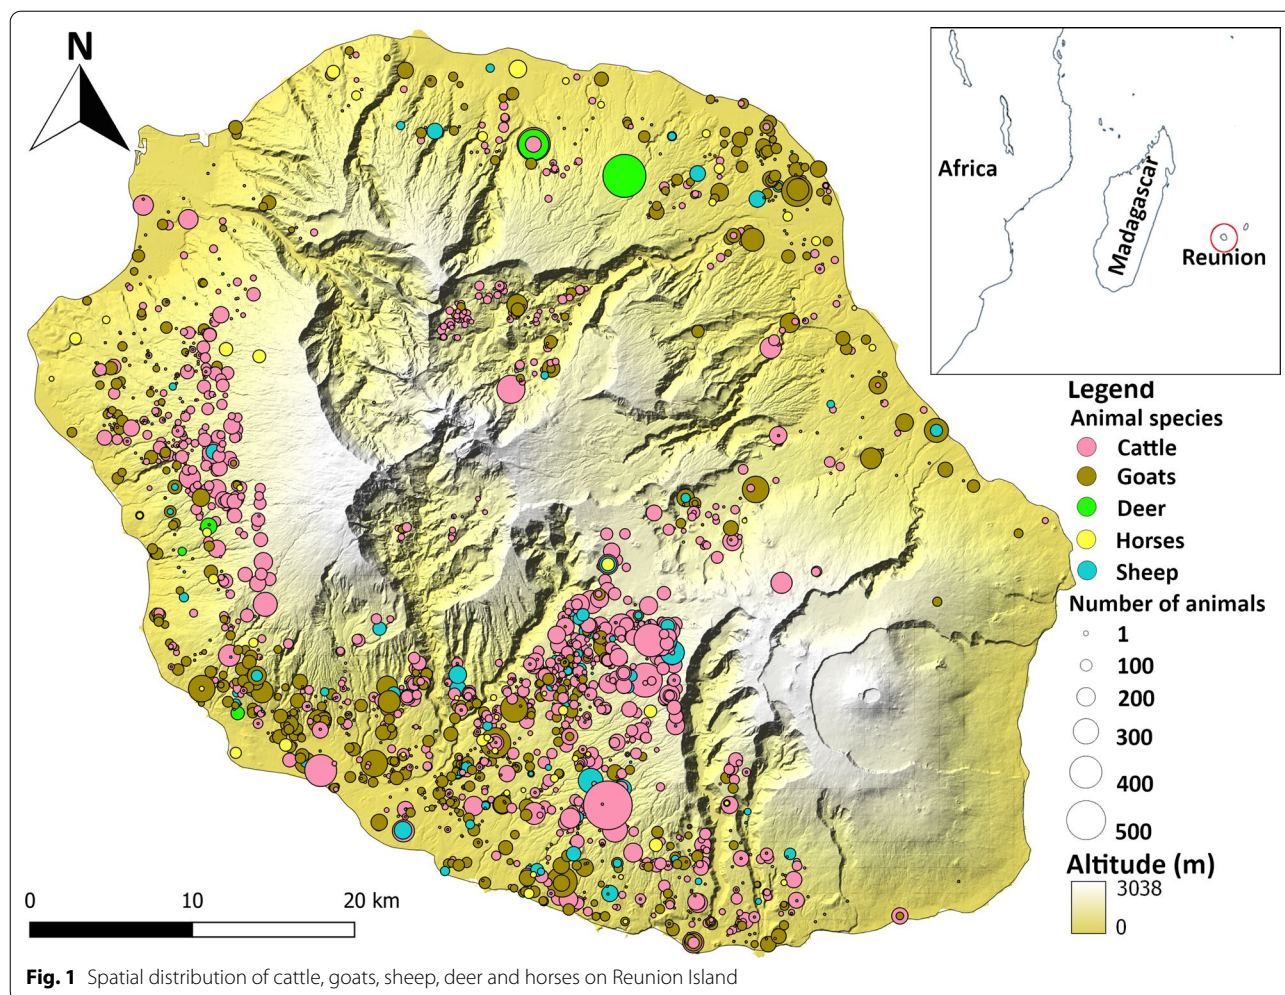 N
Africa
Madagascar
Reunion
Legend
Animal species
Cattle
Goats
Deer
Horses
Sheep
Number of animals
1
100
200
300
400
500
Altitude (m)
3038
0
0 10 20 km
Fig. 1 Spatial distribution of cattle, goats, sheep, deer and horses on Reunion Island